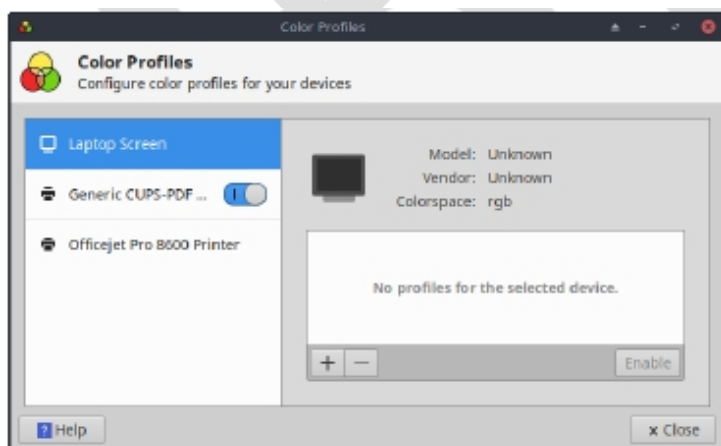 Color Profiles
Color Profiles
Configure color profiles for your devices
Laptop Screen
Generic CUPS-PDF ...
Officejet Pro 8600 Printer
Model: Unknown
Vendor: Unknown
Colorspace: rgb
No profiles for the selected device.
+ −
Enable
? Help
x Close